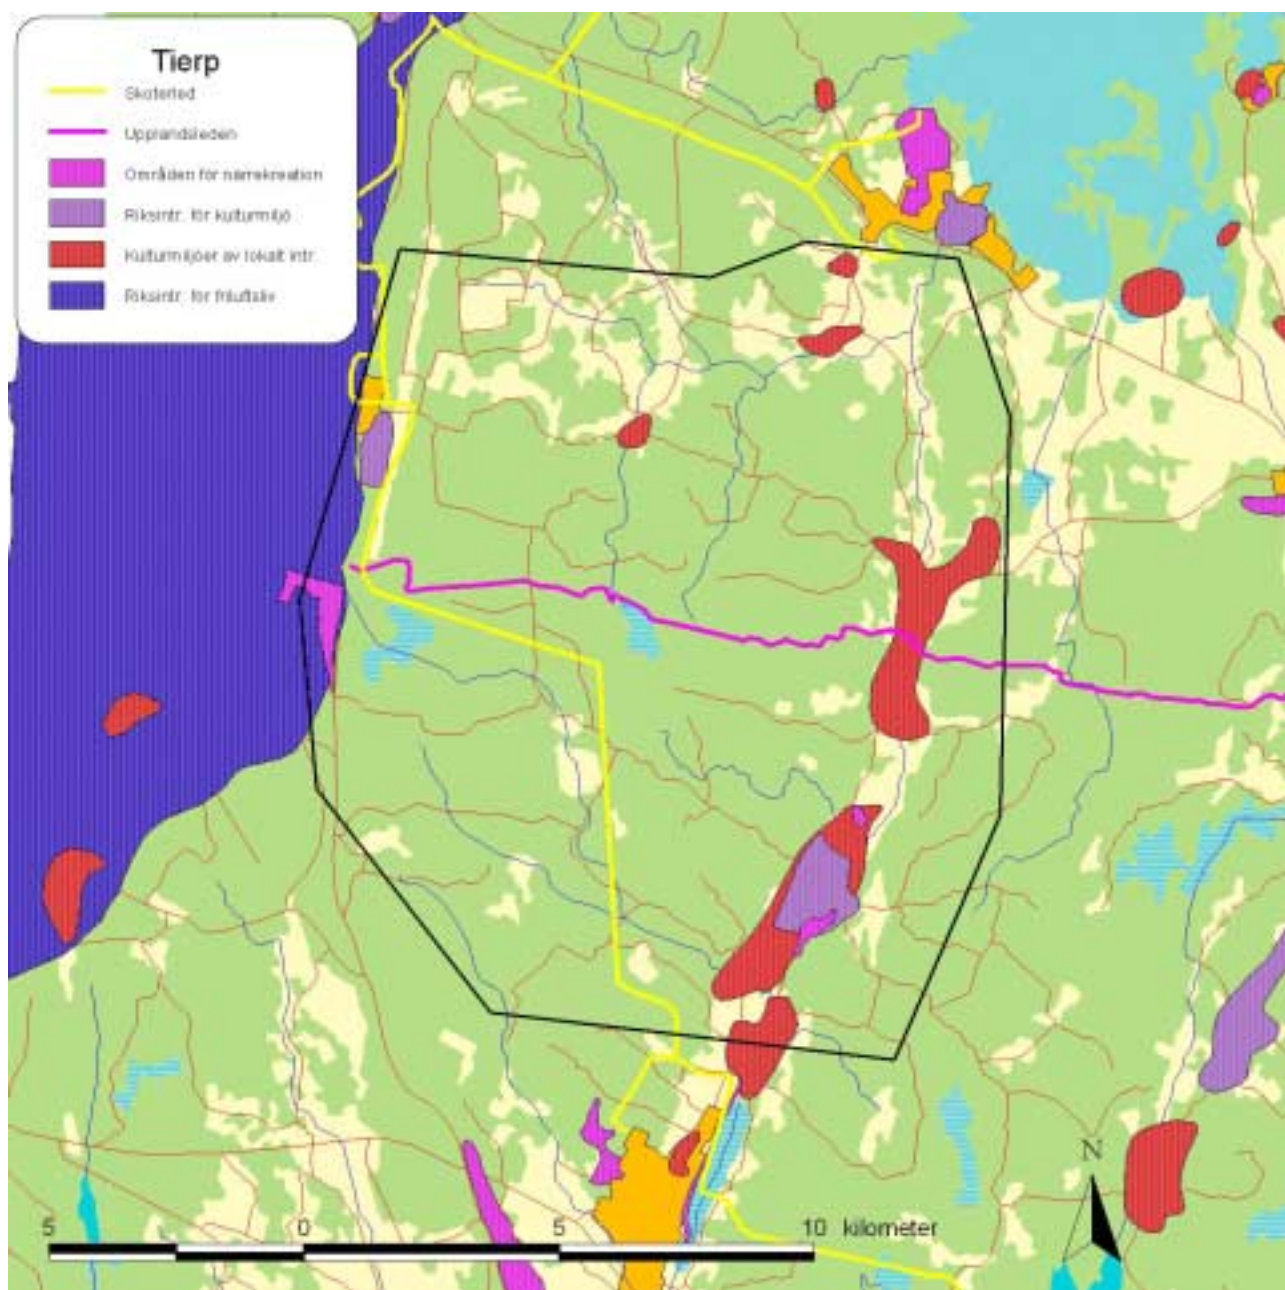 Tierp
Skoterled
Upplandsleden
Områden för närrekreation
Riksintr. för kulturmiljö
Kulturmiljöer av lokalt intr.
Riksintr. för friluftsliv
N
5 0 5 10 kilometer